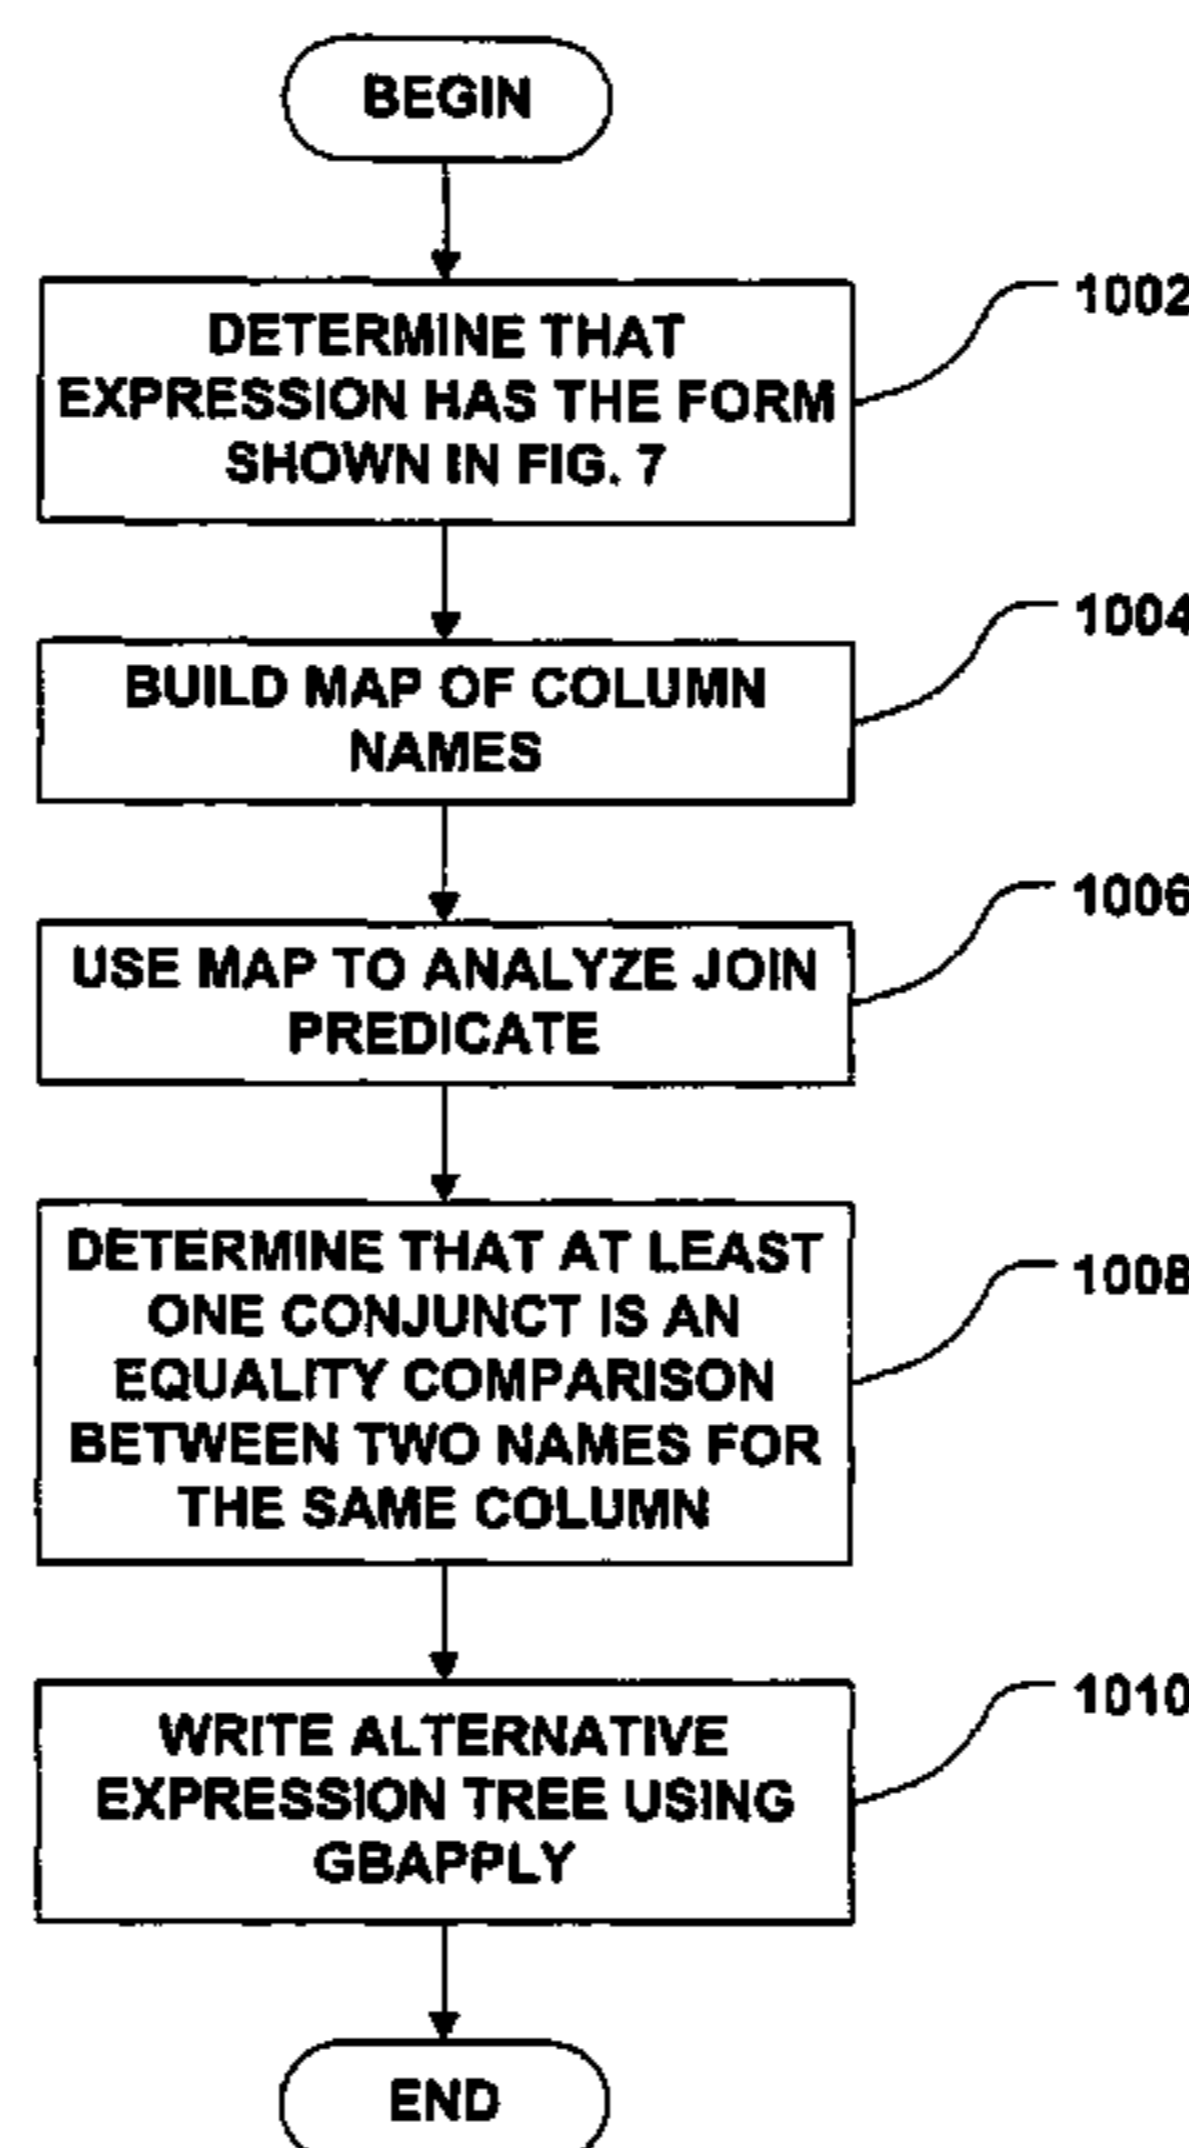 BEGIN
DETERMINE THAT
EXPRESSION HAS THE FORM
SHOWN IN FIG. 7
1002
BUILD MAP OF COLUMN
NAMES
1004
USE MAP TO ANALYZE JOIN
PREDICATE
1006
DETERMINE THAT AT LEAST
ONE CONJUNCT IS AN
EQUALITY COMPARISON
BETWEEN TWO NAMES FOR
THE SAME COLUMN
1008
WRITE ALTERNATIVE
EXPRESSION TREE USING
GBAPPLY
1010
END